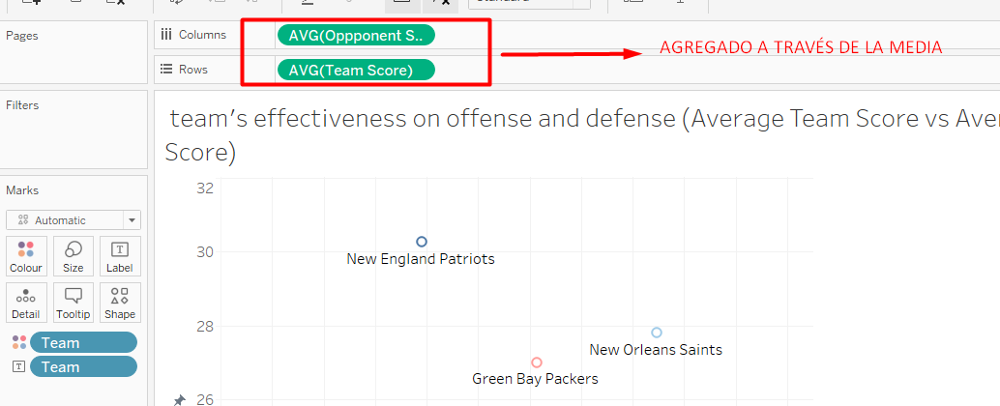 Standard
Pages
Columns
AVG(Oppponent S..
AGREGADO A TRAVÉS DE LA MEDIA
Rows
AVG(Team Score)
Filters
team's effectiveness on offense and defense (Average Team Score vs Aver
Score)
Marks
Automatic
Colour
Size
Label
Detail
Tooltip
Shape
Team
Team
32
30
28
26
New England Patriots
New Orleans Saints
Green Bay Packers